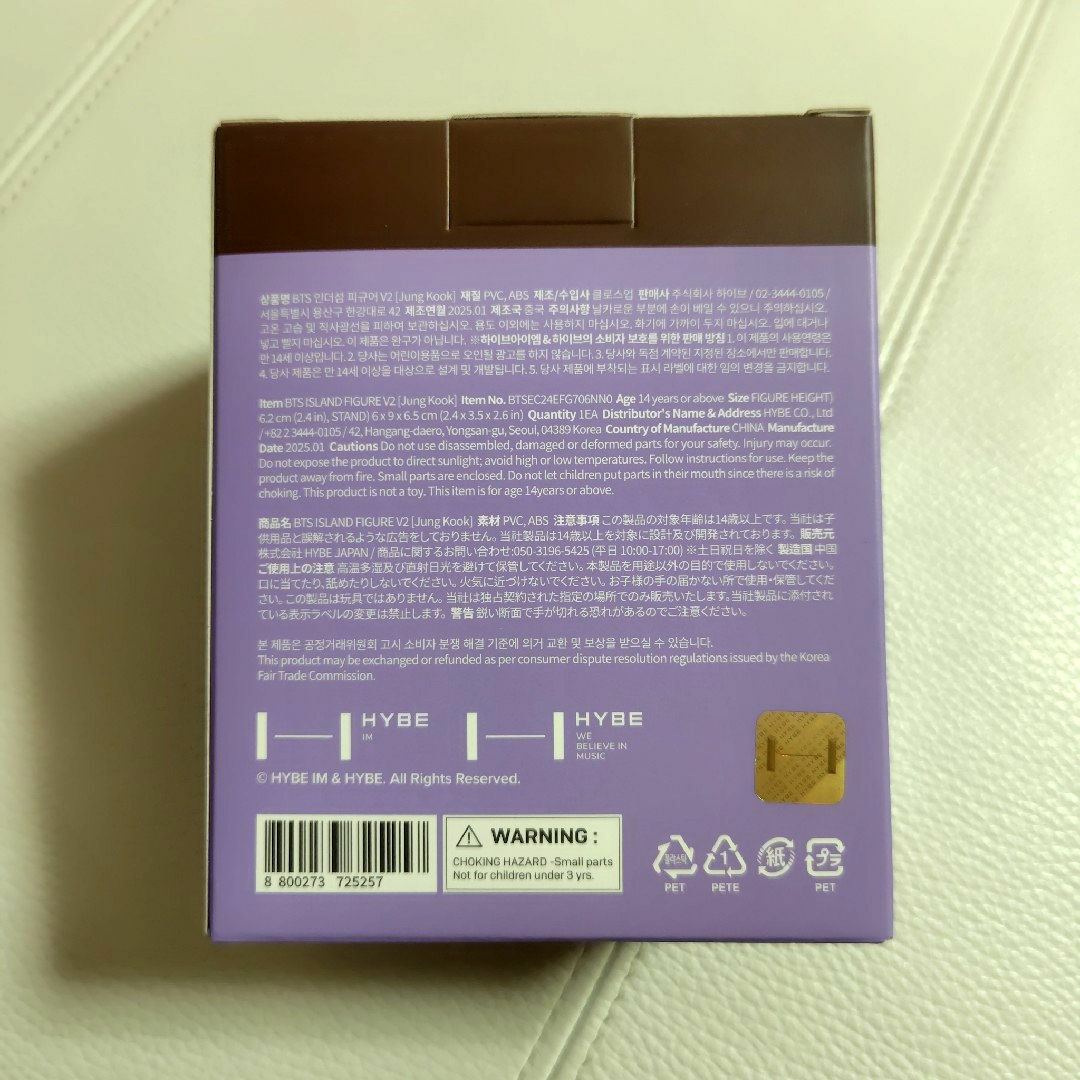 상품명 BTS 인더섬 피규어 V2 [Jung Kook] 재질 PVC, ABS 제조/수입사 클로스업 판매사 주식회사 하이브 / 02-3444-0105 /
서울특별시 용산구 한강대로 42 제조연월 2025.01 제조국 중국 주의사항 날카로운 부분에 손이 베일 수 있으니 주의하십시오.
고온 고습 및 직사광선을 피하여 보관하십시오. 용도 이외에는 사용하지 마십시오. 화기에 가까이 두지 마십시오. 입에 대거나
넣고 빨지 마십시오. 이 제품은 완구가 아닙니다. ※하이브아이엠 & 하이브의 소비자 보호를 위한 판매 방침 1. 이 제품의 사용연령은
만 14세 이상입니다. 2. 당사는 어린이용품으로 오인될 광고를 하지 않습니다. 3. 당사와 독점 계약된 지정된 장소에서만 판매합니다.
4. 당사 제품은 만 14세 이상을 대상으로 설계 및 개발됩니다. 5. 당사 제품에 부착되는 표시 라벨에 대한 임의 변경을 금지합니다.
Item BTS ISLAND FIGURE V2 [Jung Kook] Item No. BTSEC24EFG706NN0 Age 14 years or above Size FIGURE HEIGHT)
6.2 cm (2.4 in), STAND) 6 x 9 x 6.5 cm (2.4 x 3.5 x 2.6 in) Quantity 1EA Distributor's Name & Address HYBE CO., Ltd
/ +82 2 3444-0105 / 42, Hangang-daero, Yongsan-gu, Seoul, 04389 Korea Country of Manufacture CHINA Manufacture
Date 2025.01 Cautions Do not use disassembled, damaged or deformed parts for your safety. Injury may occur.
Do not expose the product to direct sunlight; avoid high or low temperatures. Follow instructions for use. Keep the
product away from fire. Small parts are enclosed. Do not let children put parts in their mouth since there is a risk of
choking. This product is not a toy. This item is for age 14years or above.
商品名 BTS ISLAND FIGURE V2 [Jung Kook] 素材 PVC, ABS 注意事項 この製品の対象年齢は14歳以上です。当社は子
供用品と誤解されるような広告をしておりません。当社製品は14歳以上を対象に設計及び開発されております。 販売元
株式会社 HYBE JAPAN / 商品に関するお問い合わせ:050-3196-5425 (平日 10:00-17:00) ※土日祝日を除く 製造国 中国
ご使用上の注意 高温多湿及び直射日光を避けて保管してください。本製品を用途以外の目的で使用しないでください。
口に当てたり、舐めたりしないでください。火気に近づけないでください。お子様の手の届かない所で使用・保管してくだ
さい。この製品は玩具ではありません。当社は独占契約された指定の場所でのみ販売いたします。当社製品に添付され
ている表示ラベルの変更は禁止します。 警告 鋭い断面で手が切れる恐れがあるのでご注意ください。
본 제품은 공정거래위원회 고시 소비자 분쟁 해결 기준에 의거 교환 및 보상을 받으실 수 있습니다.
This product may be exchanged or refunded as per consumer dispute resolution regulations issued by the Korea
Fair Trade Commission.
HYBE
IM
HYBE
WE
BELIEVE IN
MUSIC
© HYBE IM & HYBE. All Rights Reserved.
8 800273 725257
WARNING :
CHOKING HAZARD -Small parts
Not for children under 3 yrs.
플라스틱
PET
1
PETE
紙
プラ
PET